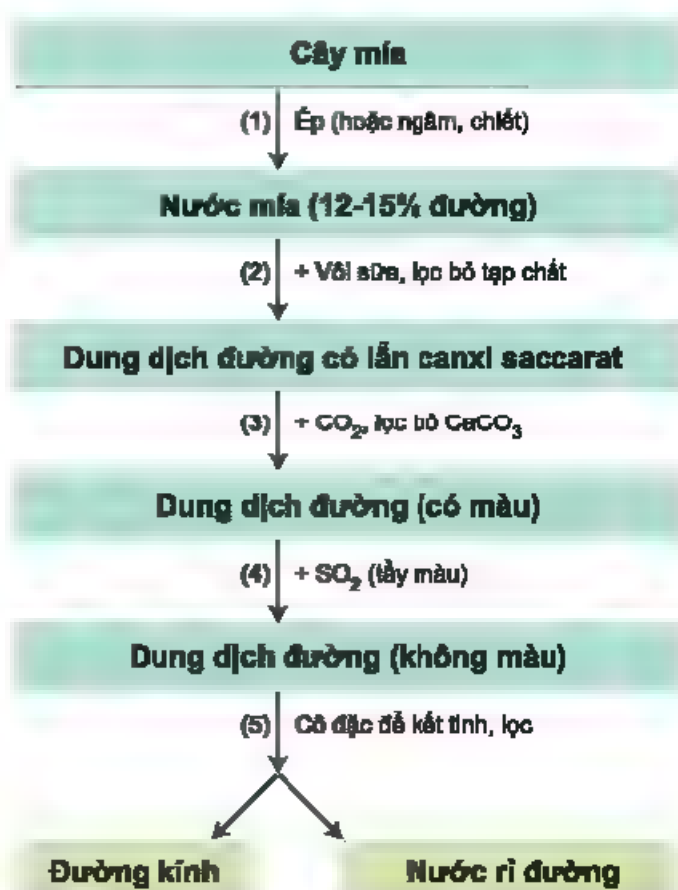 Cây mía
(1) Ép (hoặc ngâm, chiết)
Nước mía (12-15% đường)
(2) + Vôi sữa, lọc bỏ tạp chất
Dung dịch đường có lẫn canxi saccarat
(3) + CO₂, lọc bỏ CaCO₃
Dung dịch đường (có màu)
(4) + SO₂ (tẩy màu)
Dung dịch đường (không màu)
(5) Cô đặc để kết tinh, lọc
Đường kính Nước rỉ đường